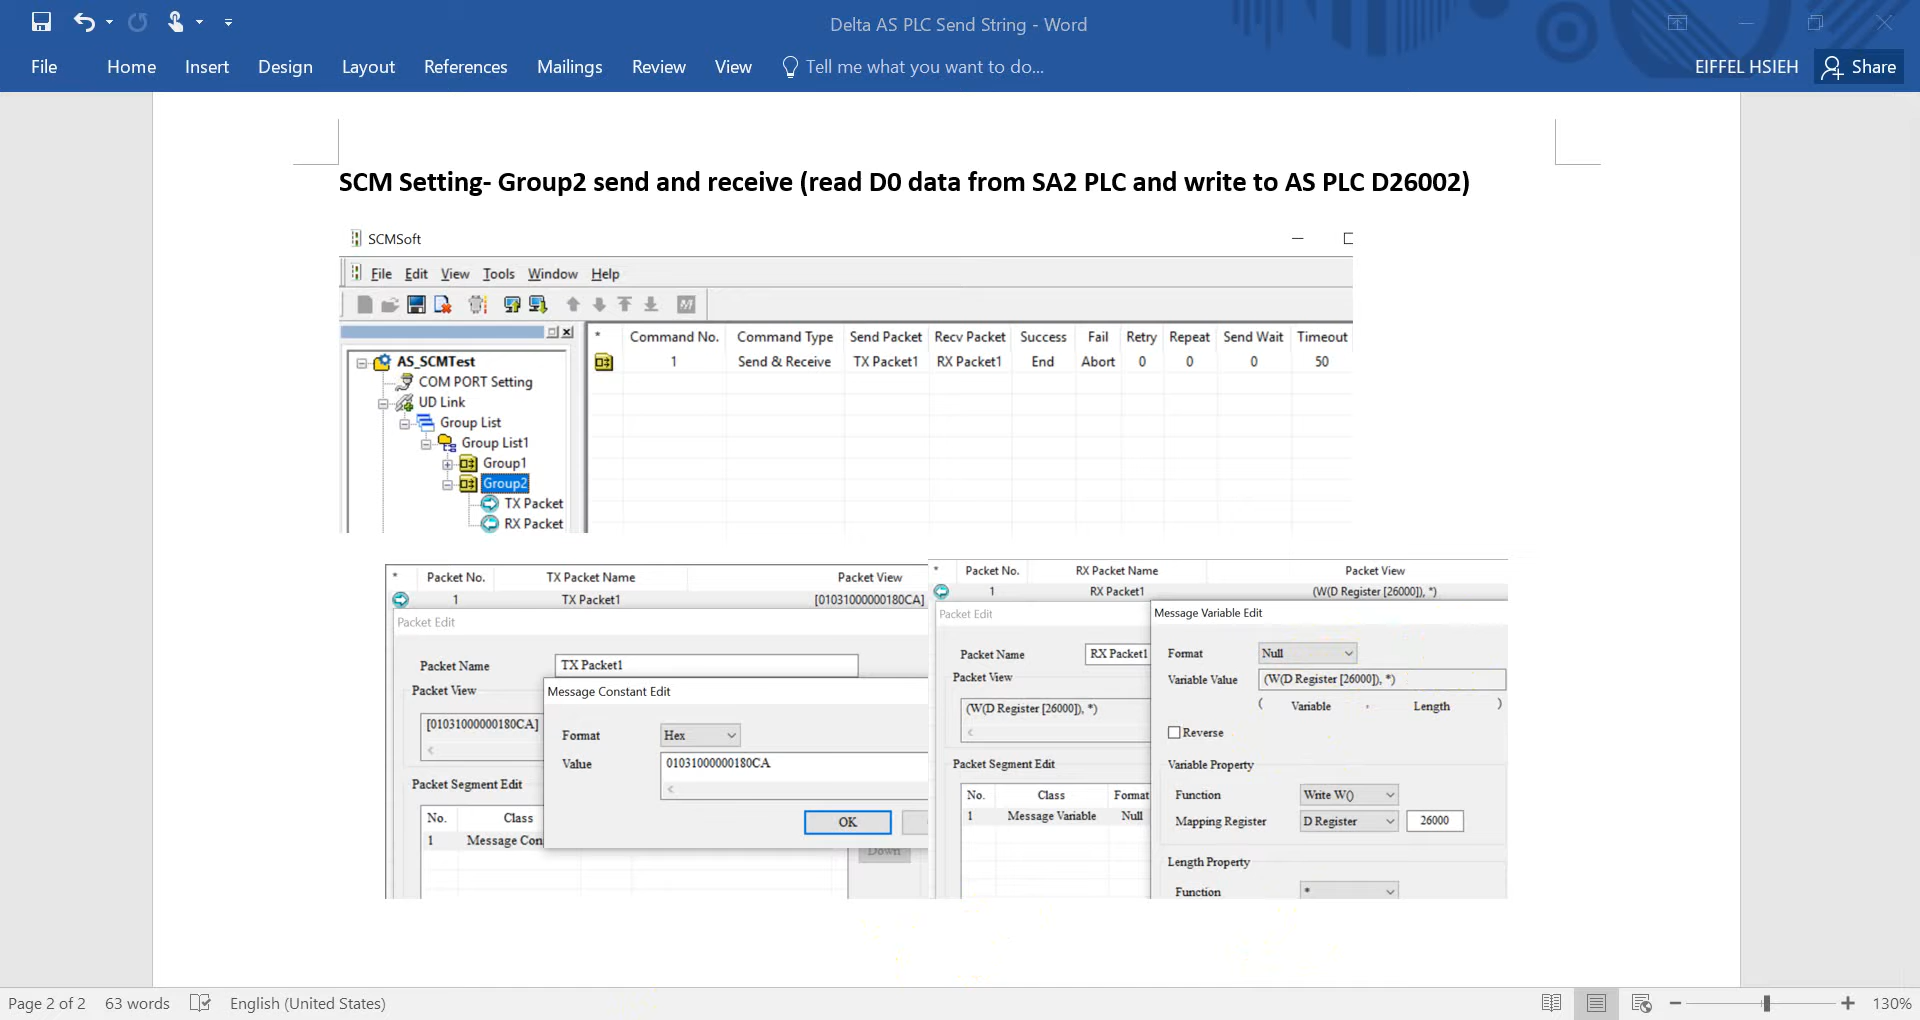 Delta AS PLC Send String - Word
File Home Insert Design Layout References Mailings Review View Tell me what you want to do... EIFFEL HSIEH Share
SCM Setting- Group2 send and receive (read D0 data from SA2 PLC and write to AS PLC D26002)
SCMSoft
File Edit View Tools Window Help
* Command No. Command Type Send Packet Recv Packet Success Fail Retry Repeat Send Wait Timeout
1 Send & Receive TX Packet1 RX Packet1 End Abort 0 0 0 50
AS_SCMTest
COM PORT Setting
UD Link
Group List
Group List1
Group1
Group2
TX Packet
RX Packet
* Packet No. TX Packet Name Packet View
1 TX Packet1 [01031000000180CA]
Packet Edit
Packet Name TX Packet1
Packet View
[01031000000180CA]
Message Constant Edit
Format Hex
Value 01031000000180CA
OK
Packet Segment Edit
No. Class
1 Message Con
Down
* Packet No. RX Packet Name Packet View
1 RX Packet1 (W(D Register [26000]), *)
Packet Edit
Packet Name RX Packet1
Packet View
(W(D Register [26000]), *)
Packet Segment Edit
No. Class Format
1 Message Variable Null
Message Variable Edit
Format Null
Variable Value (W(D Register [26000]), *)
( Variable , Length )
Reverse
Variable Property
Function Write W()
Mapping Register D Register 26000
Length Property
Function *
Page 2 of 2 63 words English (United States) 130%